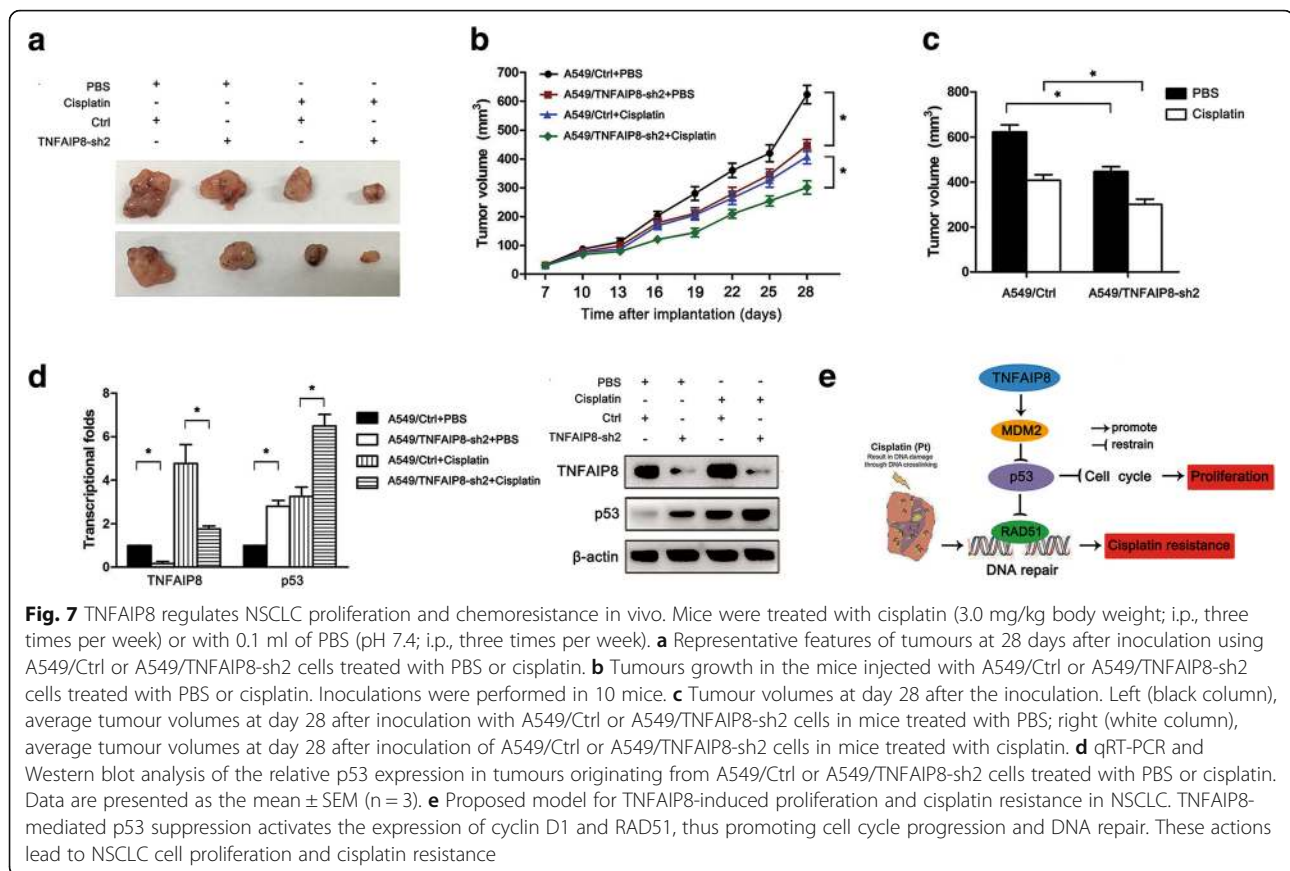 a
PBS + + - -
Cisplatin - - + +
Ctrl + - + -
TNFAIP8-sh2 - + - +
b
A549/Ctrl+PBS
A549/TNFAIP8-sh2+PBS
A549/Ctrl+Cisplatin
A549/TNFAIP8-sh2+Cisplatin
Tumor volume (mm3)
700
600
500
400
300
200
100
0
*
*
7 10 13 16 19 22 25 28
Time after implantation (days)
c
*
*
PBS
Cisplatin
Tumor volume (mm3)
800
600
400
200
0
A549/Ctrl A549/TNFAIP8-sh2
d
Transcriptional folds
8
6
4
2
0
*
*
*
*
TNFAIP8 p53
A549/Ctrl+PBS
A549/TNFAIP8-sh2+PBS
A549/Ctrl+Cisplatin
A549/TNFAIP8-sh2+Cisplatin
PBS + + - -
Cisplatin - - + +
Ctrl + - + -
TNFAIP8-sh2 - + - +
TNFAIP8
p53
β-actin
e
TNFAIP8
MDM2
promote
restrain
Cisplatin (Pt)
Result in DNA damage
through DNA crosslinking
p53
Cell cycle
Proliferation
RAD51
DNA repair
Cisplatin resistance
Fig. 7 TNFAIP8 regulates NSCLC proliferation and chemoresistance in vivo. Mice were treated with cisplatin (3.0 mg/kg body weight; i.p., three
times per week) or with 0.1 ml of PBS (pH 7.4; i.p., three times per week). a Representative features of tumours at 28 days after inoculation using
A549/Ctrl or A549/TNFAIP8-sh2 cells treated with PBS or cisplatin. b Tumours growth in the mice injected with A549/Ctrl or A549/TNFAIP8-sh2
cells treated with PBS or cisplatin. Inoculations were performed in 10 mice. c Tumour volumes at day 28 after the inoculation. Left (black column),
average tumour volumes at day 28 after inoculation with A549/Ctrl or A549/TNFAIP8-sh2 cells in mice treated with PBS; right (white column),
average tumour volumes at day 28 after inoculation of A549/Ctrl or A549/TNFAIP8-sh2 cells in mice treated with cisplatin. d qRT-PCR and
Western blot analysis of the relative p53 expression in tumours originating from A549/Ctrl or A549/TNFAIP8-sh2 cells treated with PBS or cisplatin.
Data are presented as the mean ± SEM (n = 3). e Proposed model for TNFAIP8-induced proliferation and cisplatin resistance in NSCLC. TNFAIP8-
mediated p53 suppression activates the expression of cyclin D1 and RAD51, thus promoting cell cycle progression and DNA repair. These actions
lead to NSCLC cell proliferation and cisplatin resistance